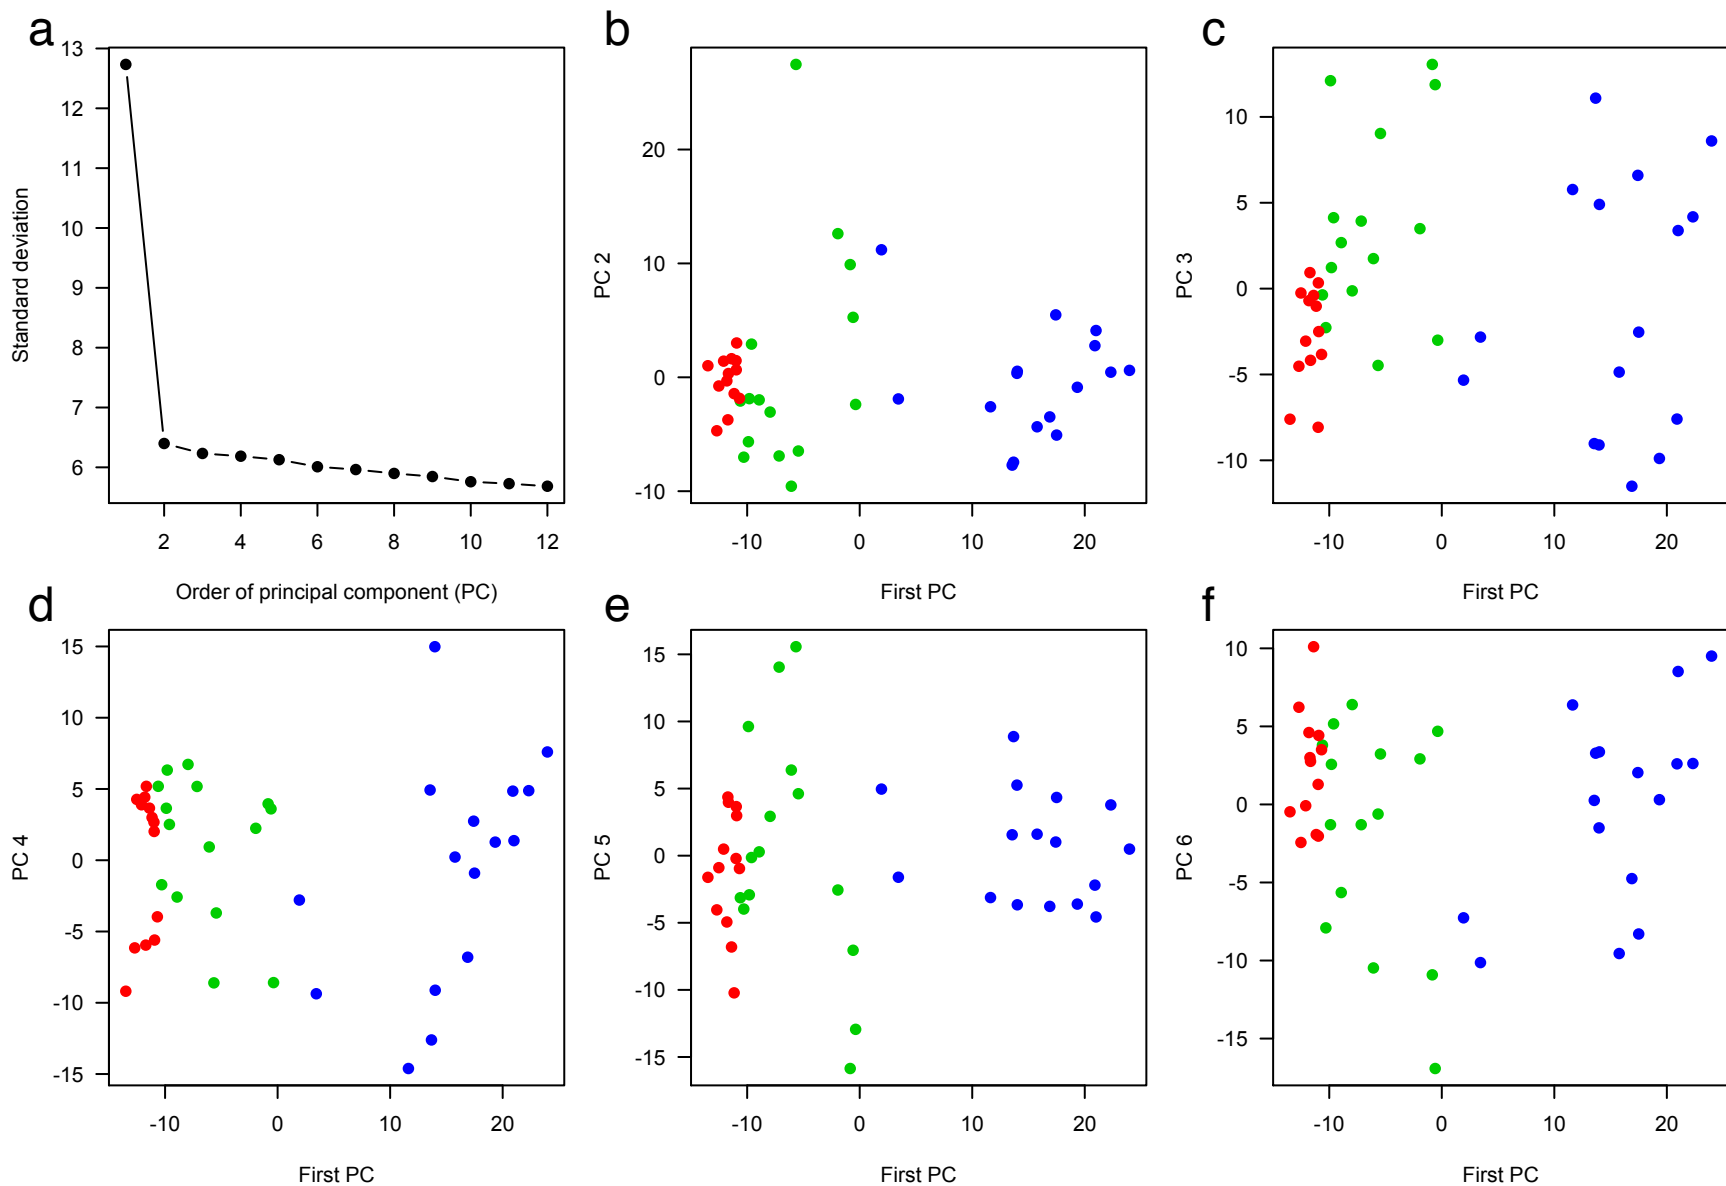 a
13
12
11
10
9
8
7
6
Standard deviation
2 4 6 8 10 12
Order of principal component (PC)
b
20
10
0
-10
PC 2
-10 0 10 20
First PC
c
10
5
0
-5
-10
PC 3
-10 0 10 20
First PC
d
15
10
5
0
-5
-10
-15
PC 4
-10 0 10 20
First PC
e
15
10
5
0
-5
-10
-15
PC 5
-10 0 10 20
First PC
f
10
5
0
-5
-10
-15
PC 6
-10 0 10 20
First PC